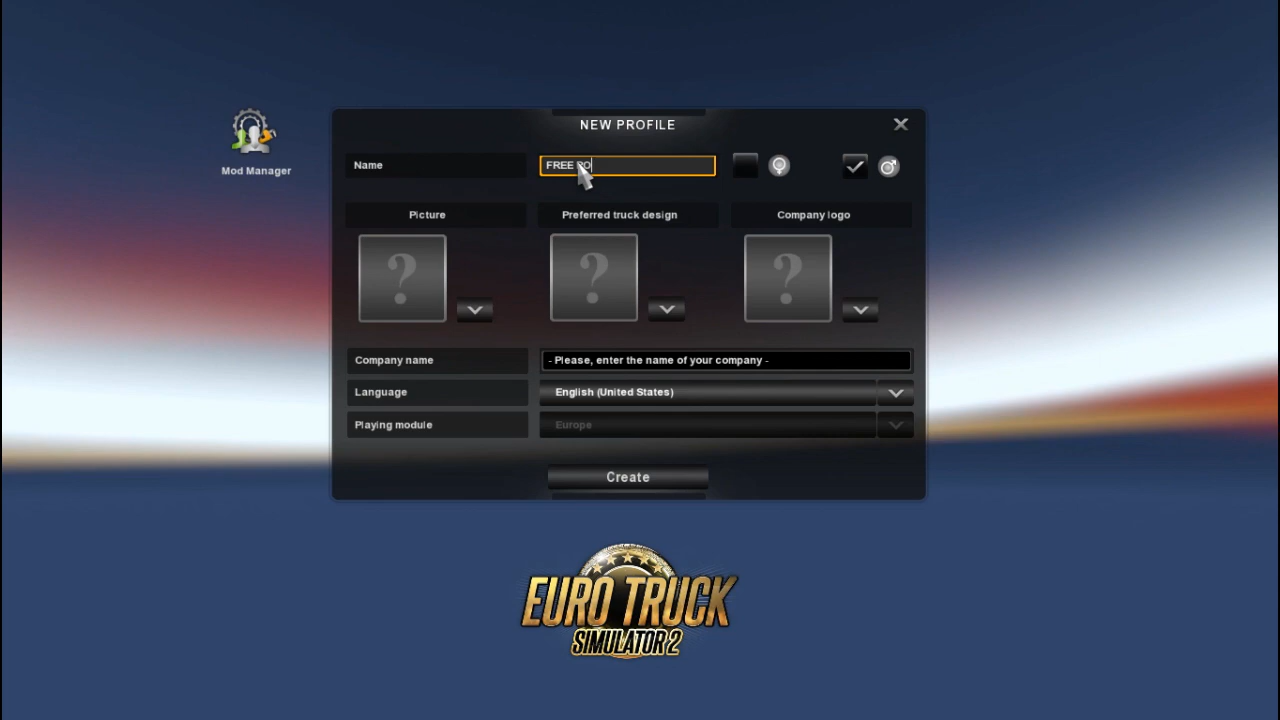 NEW PROFILE
Mod Manager
Name
FREE
Picture
Preferred truck design
Company logo
?
?
?
Company name
- Please, enter the name of your company -
Language
English (United States)
Playing module
Europe
Create
EURO TRUCK
SIMULATOR 2